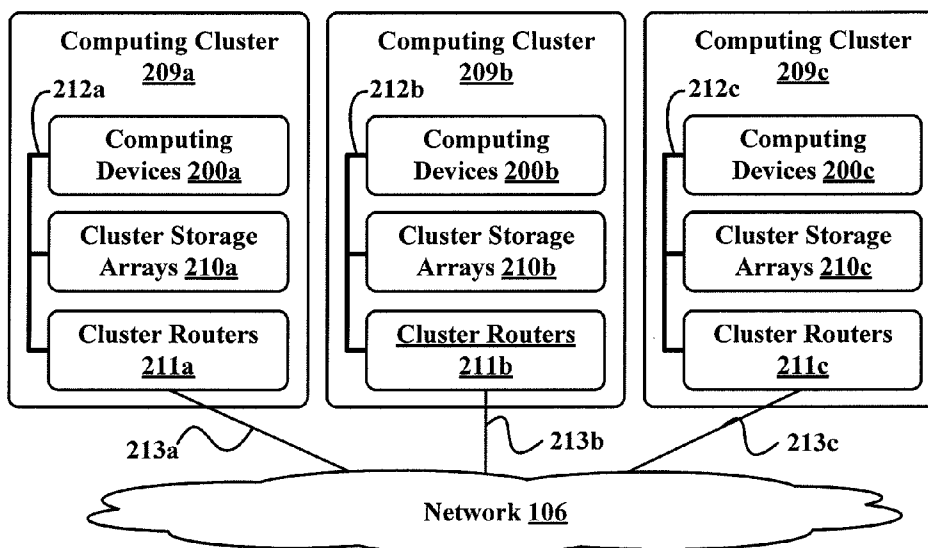 Computing Cluster
209a
212a
Computing
Devices 200a
Cluster Storage
Arrays 210a
Cluster Routers
211a
Computing Cluster
209b
212b
Computing
Devices 200b
Cluster Storage
Arrays 210b
Cluster Routers
211b
Computing Cluster
209c
212c
Computing
Devices 200c
Cluster Storage
Arrays 210c
Cluster Routers
211c
213a
213b
213c
Network 106